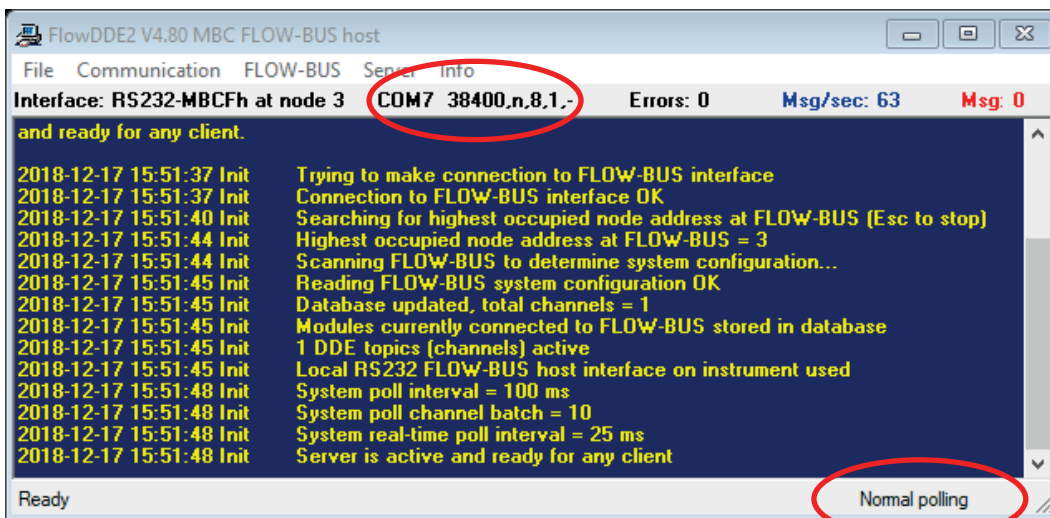 FlowDDE2 V4.80 MBC FLOW-BUS host
File Communication FLOW-BUS Server Info
Interface: RS232-MBCFh at node 3 COM7 38400,n,8,1,- Errors: 0 Msg/sec: 63 Msg: 0
and ready for any client.
2018-12-17 15:51:37 Init Trying to make connection to FLOW-BUS interface
2018-12-17 15:51:37 Init Connection to FLOW-BUS interface OK
2018-12-17 15:51:40 Init Searching for highest occupied node address at FLOW-BUS (Esc to stop)
2018-12-17 15:51:44 Init Highest occupied node address at FLOW-BUS = 3
2018-12-17 15:51:44 Init Scanning FLOW-BUS to determine system configuration...
2018-12-17 15:51:45 Init Reading FLOW-BUS system configuration OK
2018-12-17 15:51:45 Init Database updated, total channels = 1
2018-12-17 15:51:45 Init Modules currently connected to FLOW-BUS stored in database
2018-12-17 15:51:45 Init 1 DDE topics (channels) active
2018-12-17 15:51:45 Init Local RS232 FLOW-BUS host interface on instrument used
2018-12-17 15:51:48 Init System poll interval = 100 ms
2018-12-17 15:51:48 Init System poll channel batch = 10
2018-12-17 15:51:48 Init System real-time poll interval = 25 ms
2018-12-17 15:51:48 Init Server is active and ready for any client
Ready Normal polling